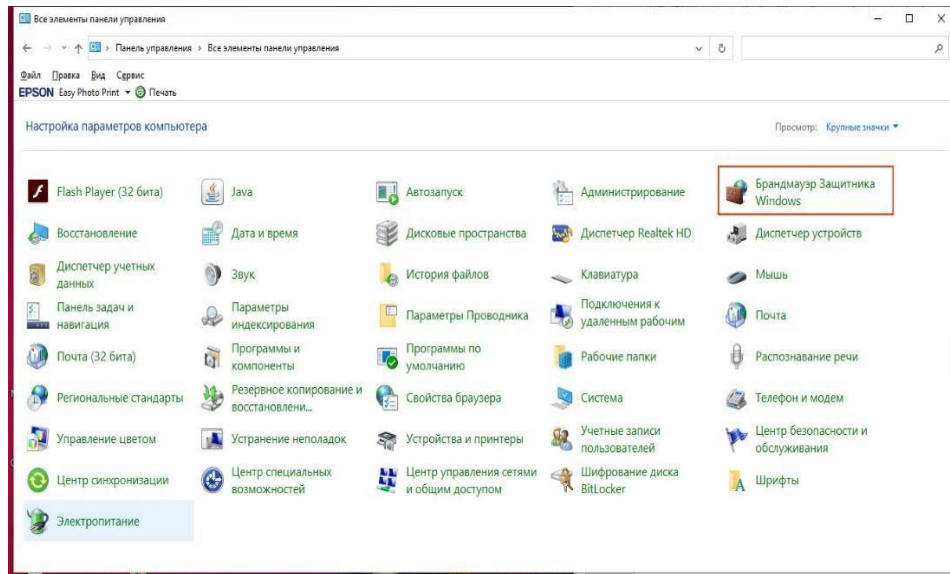 Все элементы панели управления
Панель управления > Все элементы панели управления
Файл Правка Вид Сервис
EPSON Easy Photo Print Печать
Настройка параметров компьютера
Просмотр: Крупные значки
Flash Player (32 бита)
Java
Автозапуск
Администрирование
Брандмауэр Защитника
Windows
Восстановление
Дата и время
Дисковые пространства
Диспетчер Realtek HD
Диспетчер устройств
Диспетчер учетных
данных
Звук
История файлов
Клавиатура
Мышь
Панель задач и
навигация
Параметры
индексирования
Параметры Проводника
Подключения к
удаленным рабочим
Почта
Почта (32 бита)
Программы и
компоненты
Программы по
умолчанию
Рабочие папки
Распознавание речи
Региональные стандарты
Резервное копирование и
восстановлени...
Свойства браузера
Система
Телефон и модем
Управление цветом
Устранение неполадок
Устройства и принтеры
Учетные записи
пользователей
Центр безопасности и
обслуживания
Центр синхронизации
Центр специальных
возможностей
Центр управления сетями
и общим доступом
Шифрование диска
BitLocker
Шрифты
Электропитание